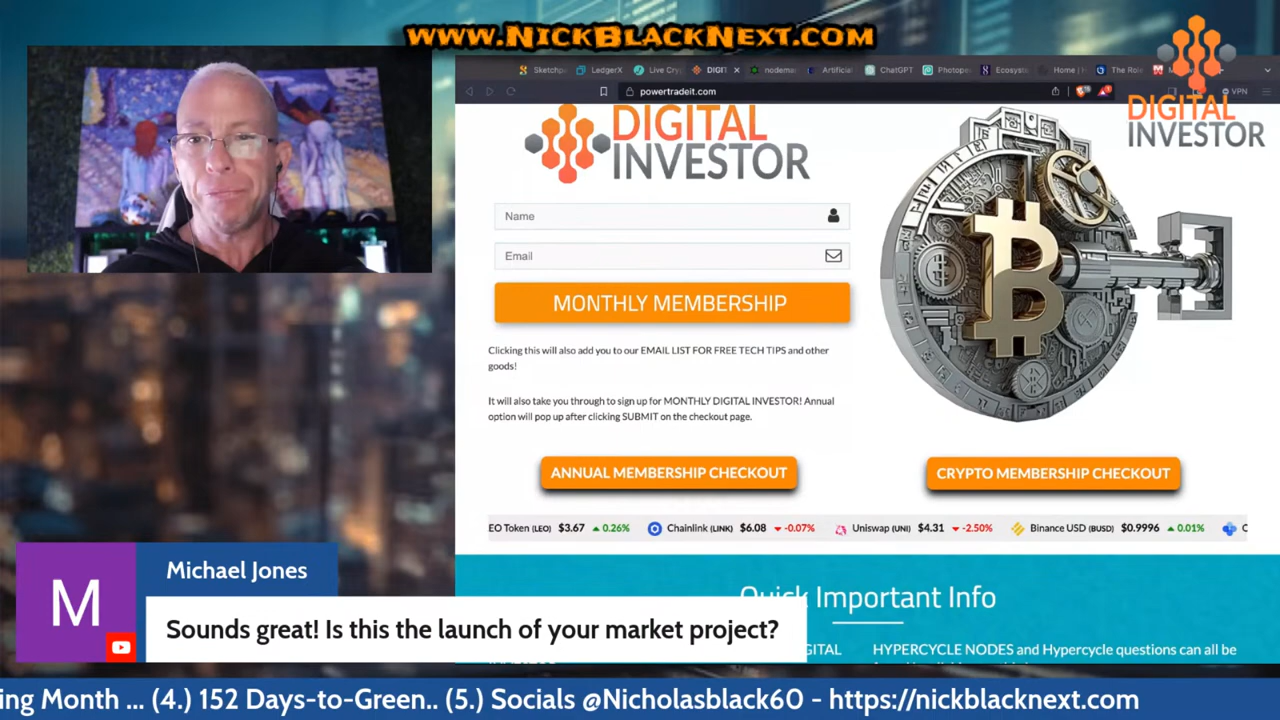 www.NickBlackNext.com
Sketchp
LedgerX
Live Cry
DIGIT
nodema
Artificial
ChatGPT
Photope
Ecosyste
Home |
The Role
powertradeit.com
VPN
DIGITAL
INVESTOR
DIGITAL
INVESTOR
Name
Email
MONTHLY MEMBERSHIP
Clicking this will also add you to our EMAIL LIST FOR FREE TECH TIPS and other
goods!
It will also take you through to sign up for MONTHLY DIGITAL INVESTOR! Annual
option will pop up after clicking SUBMIT on the checkout page.
ANNUAL MEMBERSHIP CHECKOUT
CRYPTO MEMBERSHIP CHECKOUT
EO Token (LEO) $3.67 0.26% Chainlink (LINK) $6.08 -0.07% Uniswap (UNI) $4.31 -2.50% Binance USD (BUSD) $0.9996 0.01%
Quick Important Info
GITAL
HYPERCYCLE NODES and Hypercycle questions can all be
M
Michael Jones
Sounds great! Is this the launch of your market project?
ing Month ... (4.) 152 Days-to-Green.. (5.) Socials @Nicholasblack60 - https://nickblacknext.com